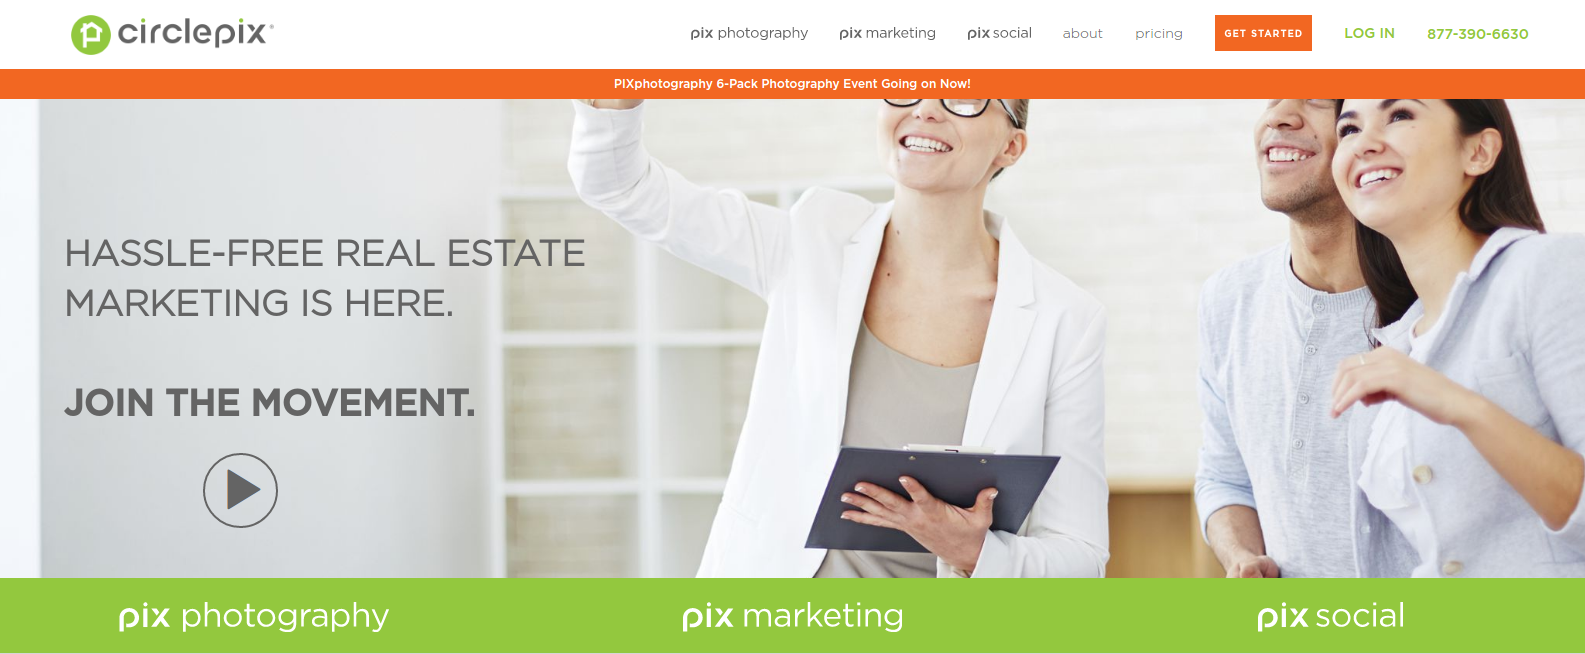 circlepix®
pix photography pix marketing pix social about pricing GET STARTED LOG IN 877-390-6630
PIXphotography 6-Pack Photography Event Going on Now!
HASSLE-FREE REAL ESTATE
MARKETING IS HERE.
JOIN THE MOVEMENT.
pix photography pix marketing pix social